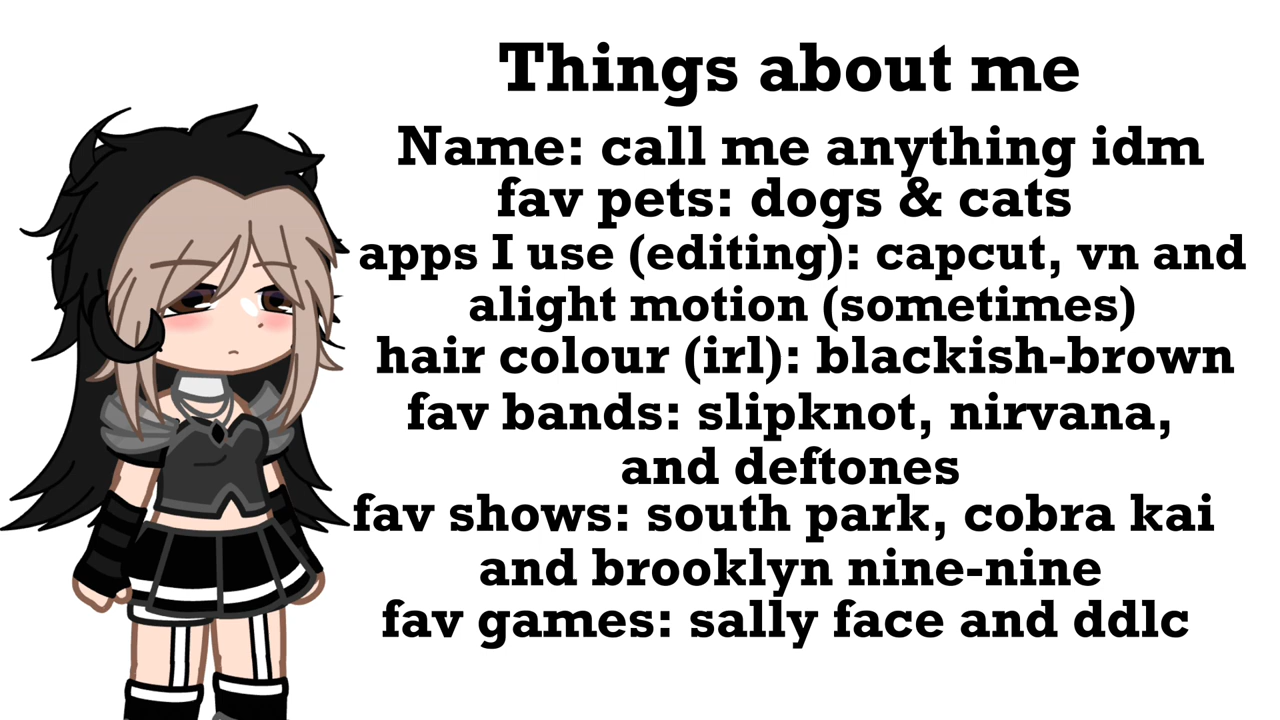 Things about me
Name: call me anything idm
fav pets: dogs & cats
apps I use (editing): capcut, vn and
alight motion (sometimes)
hair colour (irl): blackish-brown
fav bands: slipknot, nirvana,
and deftones
fav shows: south park, cobra kai
and brooklyn nine-nine
fav games: sally face and ddlc